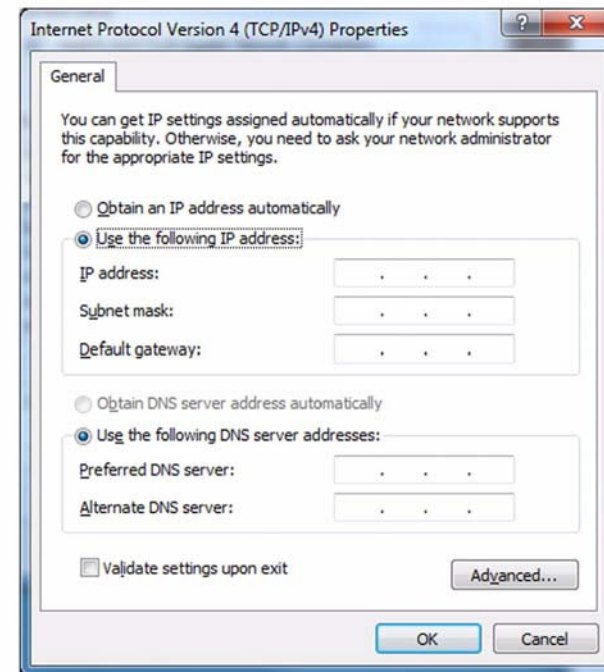 Internet Protocol Version 4 (TCP/IPv4) Properties
?
General
You can get IP settings assigned automatically if your network supports
this capability. Otherwise, you need to ask your network administrator
for the appropriate IP settings.
Obtain an IP address automatically
Use the following IP address:
IP address: . . .
Subnet mask: . . .
Default gateway: . . .
Obtain DNS server address automatically
Use the following DNS server addresses:
Preferred DNS server: . . .
Alternate DNS server: . . .
Validate settings upon exit
Advanced...
OK Cancel